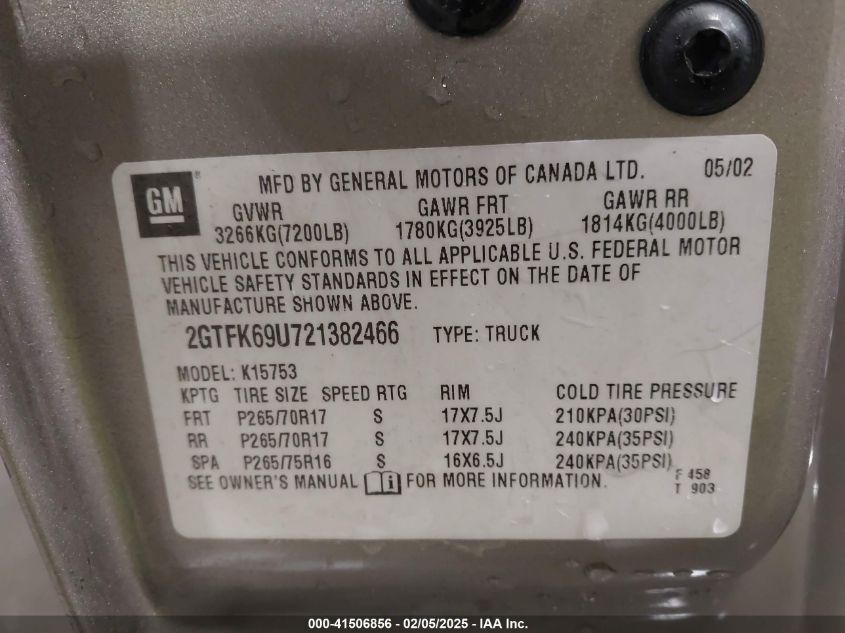 GM ® MFD BY GENERAL MOTORS OF CANADA LTD. 05/02
GVWR GAWR FRT GAWR RR
3266KG(7200LB) 1780KG(3925LB) 1814KG(4000LB)
THIS VEHICLE CONFORMS TO ALL APPLICABLE U.S. FEDERAL MOTOR
VEHICLE SAFETY STANDARDS IN EFFECT ON THE DATE OF
MANUFACTURE SHOWN ABOVE.
2GTFK69U721382466 TYPE: TRUCK
MODEL: K15753
KPTG TIRE SIZE SPEED RTG RIM COLD TIRE PRESSURE
FRT P265/70R17 S 17X7.5J 210KPA(30PSI)
RR P265/70R17 S 17X7.5J 240KPA(35PSI)
SPA P265/75R16 S 16X6.5J 240KPA(35PSI)
SEE OWNER'S MANUAL i FOR MORE INFORMATION.
F 458
T 903
000-41506856 - 02/05/2025 - IAA Inc.